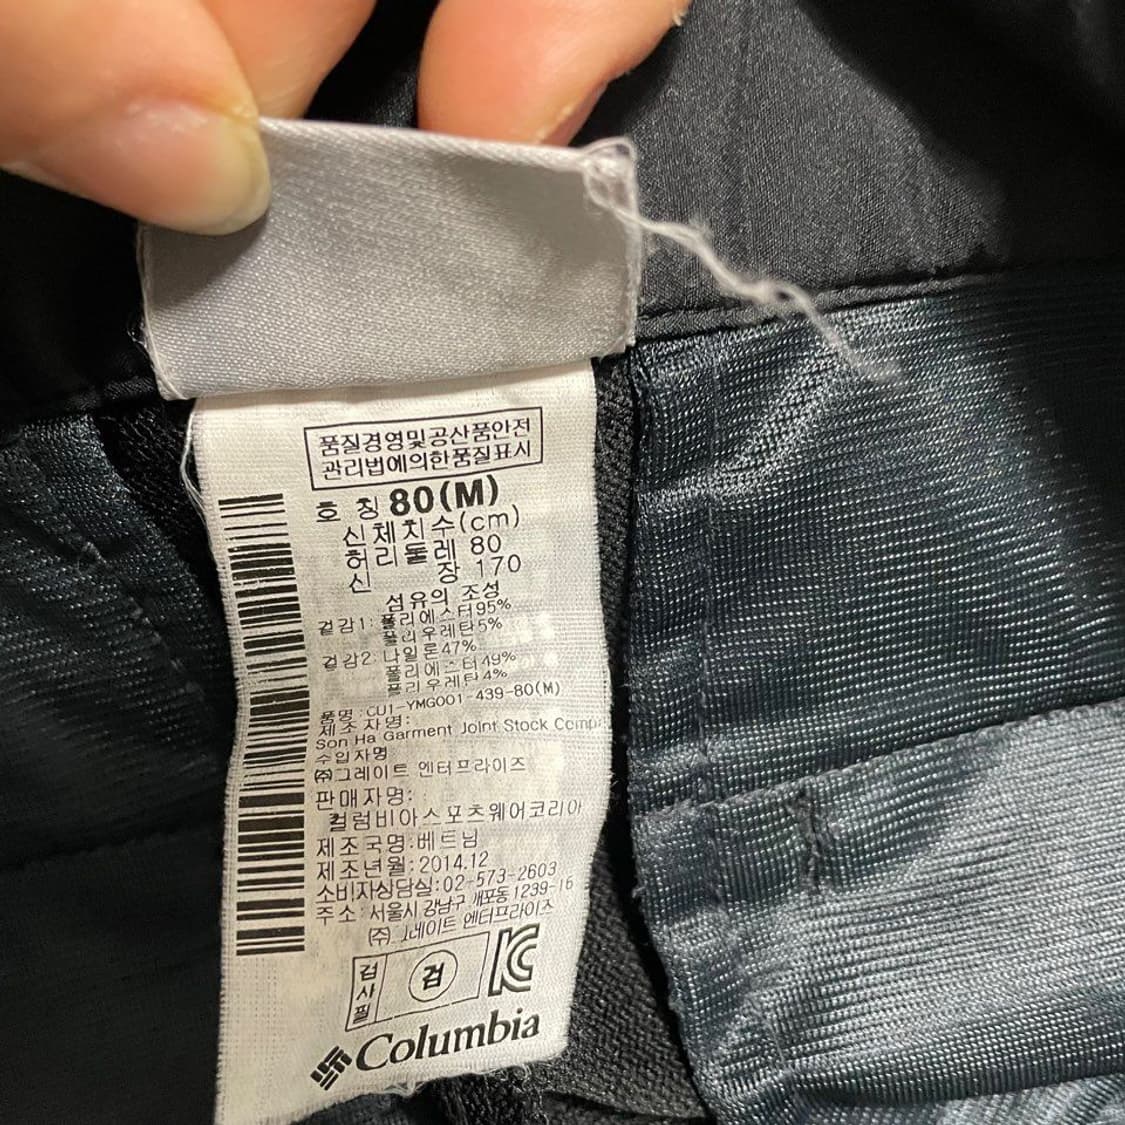 품질경영및공산품안전
관리법에의한품질표시
호 칭 80(M)
신체치수(cm)
허리둘레 80
신 장 170
섬유의 조성
겉감1: 폴리에스터95%
폴리우레탄5%
겉감2: 나일론47%
폴리에스터49%
폴리우레탄4%
품명:CU1-YMG001-439-80(M)
제조자명:
Son Ha Garment Joint Stock
수입자명
㈜그레이트 엔터프라이즈
판매자명:
컬럼비아스포츠웨어코리아
제조국명:베트남
제조년월:2014.12
소비자상담실:02-573-2603
주소:서울시 강남구 개포동 1239-16
㈜그레이트 엔터프라이즈
검사필
검
KC
Columbia